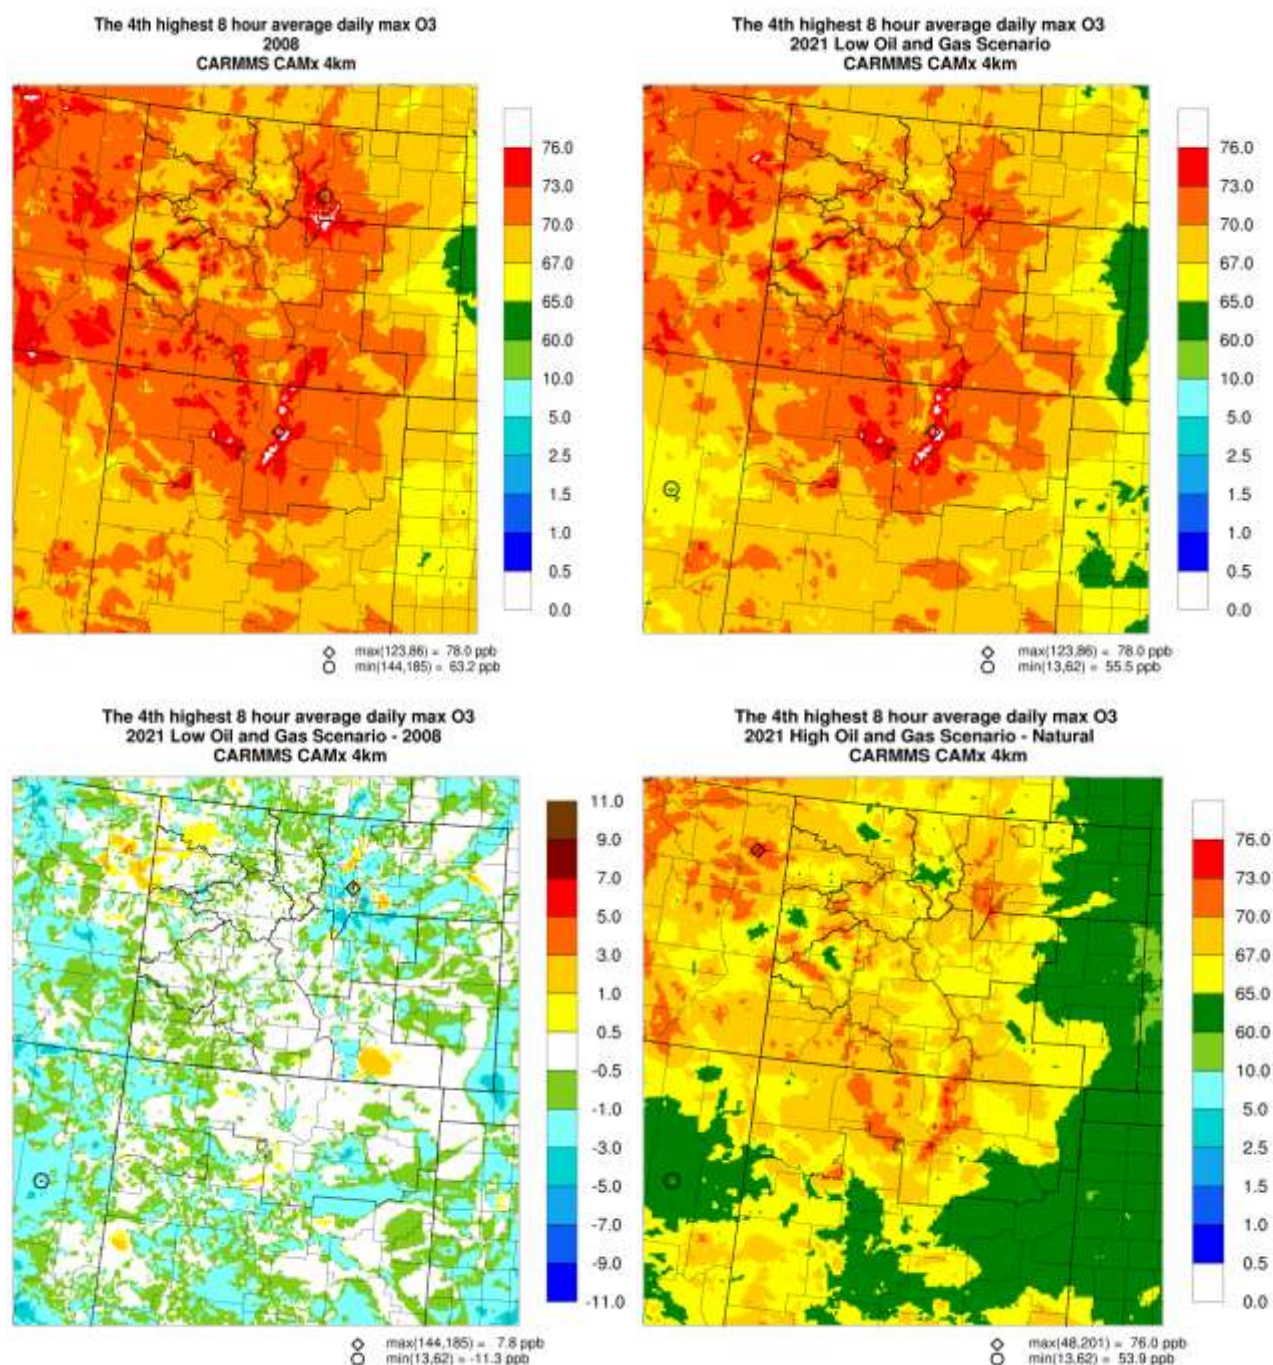 The 4th highest 8 hour average daily max O3
2008
CARMMS CAMx 4km
76.0
73.0
70.0
67.0
65.0
60.0
10.0
5.0
2.5
1.5
1.0
0.5
0.0
max(123,86) = 78.0 ppb
min(144,185) = 63.2 ppb
The 4th highest 8 hour average daily max O3
2021 Low Oil and Gas Scenario
CARMMS CAMx 4km
76.0
73.0
70.0
67.0
65.0
60.0
10.0
5.0
2.5
1.5
1.0
0.5
0.0
max(123,86) = 78.0 ppb
min(13,62) = 55.5 ppb
The 4th highest 8 hour average daily max O3
2021 Low Oil and Gas Scenario - 2008
CARMMS CAMx 4km
11.0
9.0
7.0
5.0
3.0
1.0
0.5
-0.5
-1.0
-3.0
-5.0
-7.0
-9.0
-11.0
max(144,185) = 7.8 ppb
min(13,62) = -11.3 ppb
The 4th highest 8 hour average daily max O3
2021 High Oil and Gas Scenario - Natural
CARMMS CAMx 4km
76.0
73.0
70.0
67.0
65.0
60.0
10.0
5.0
2.5
1.5
1.0
0.5
0.0
max(48,201) = 76.0 ppb
min(13,62) = 53.9 ppb